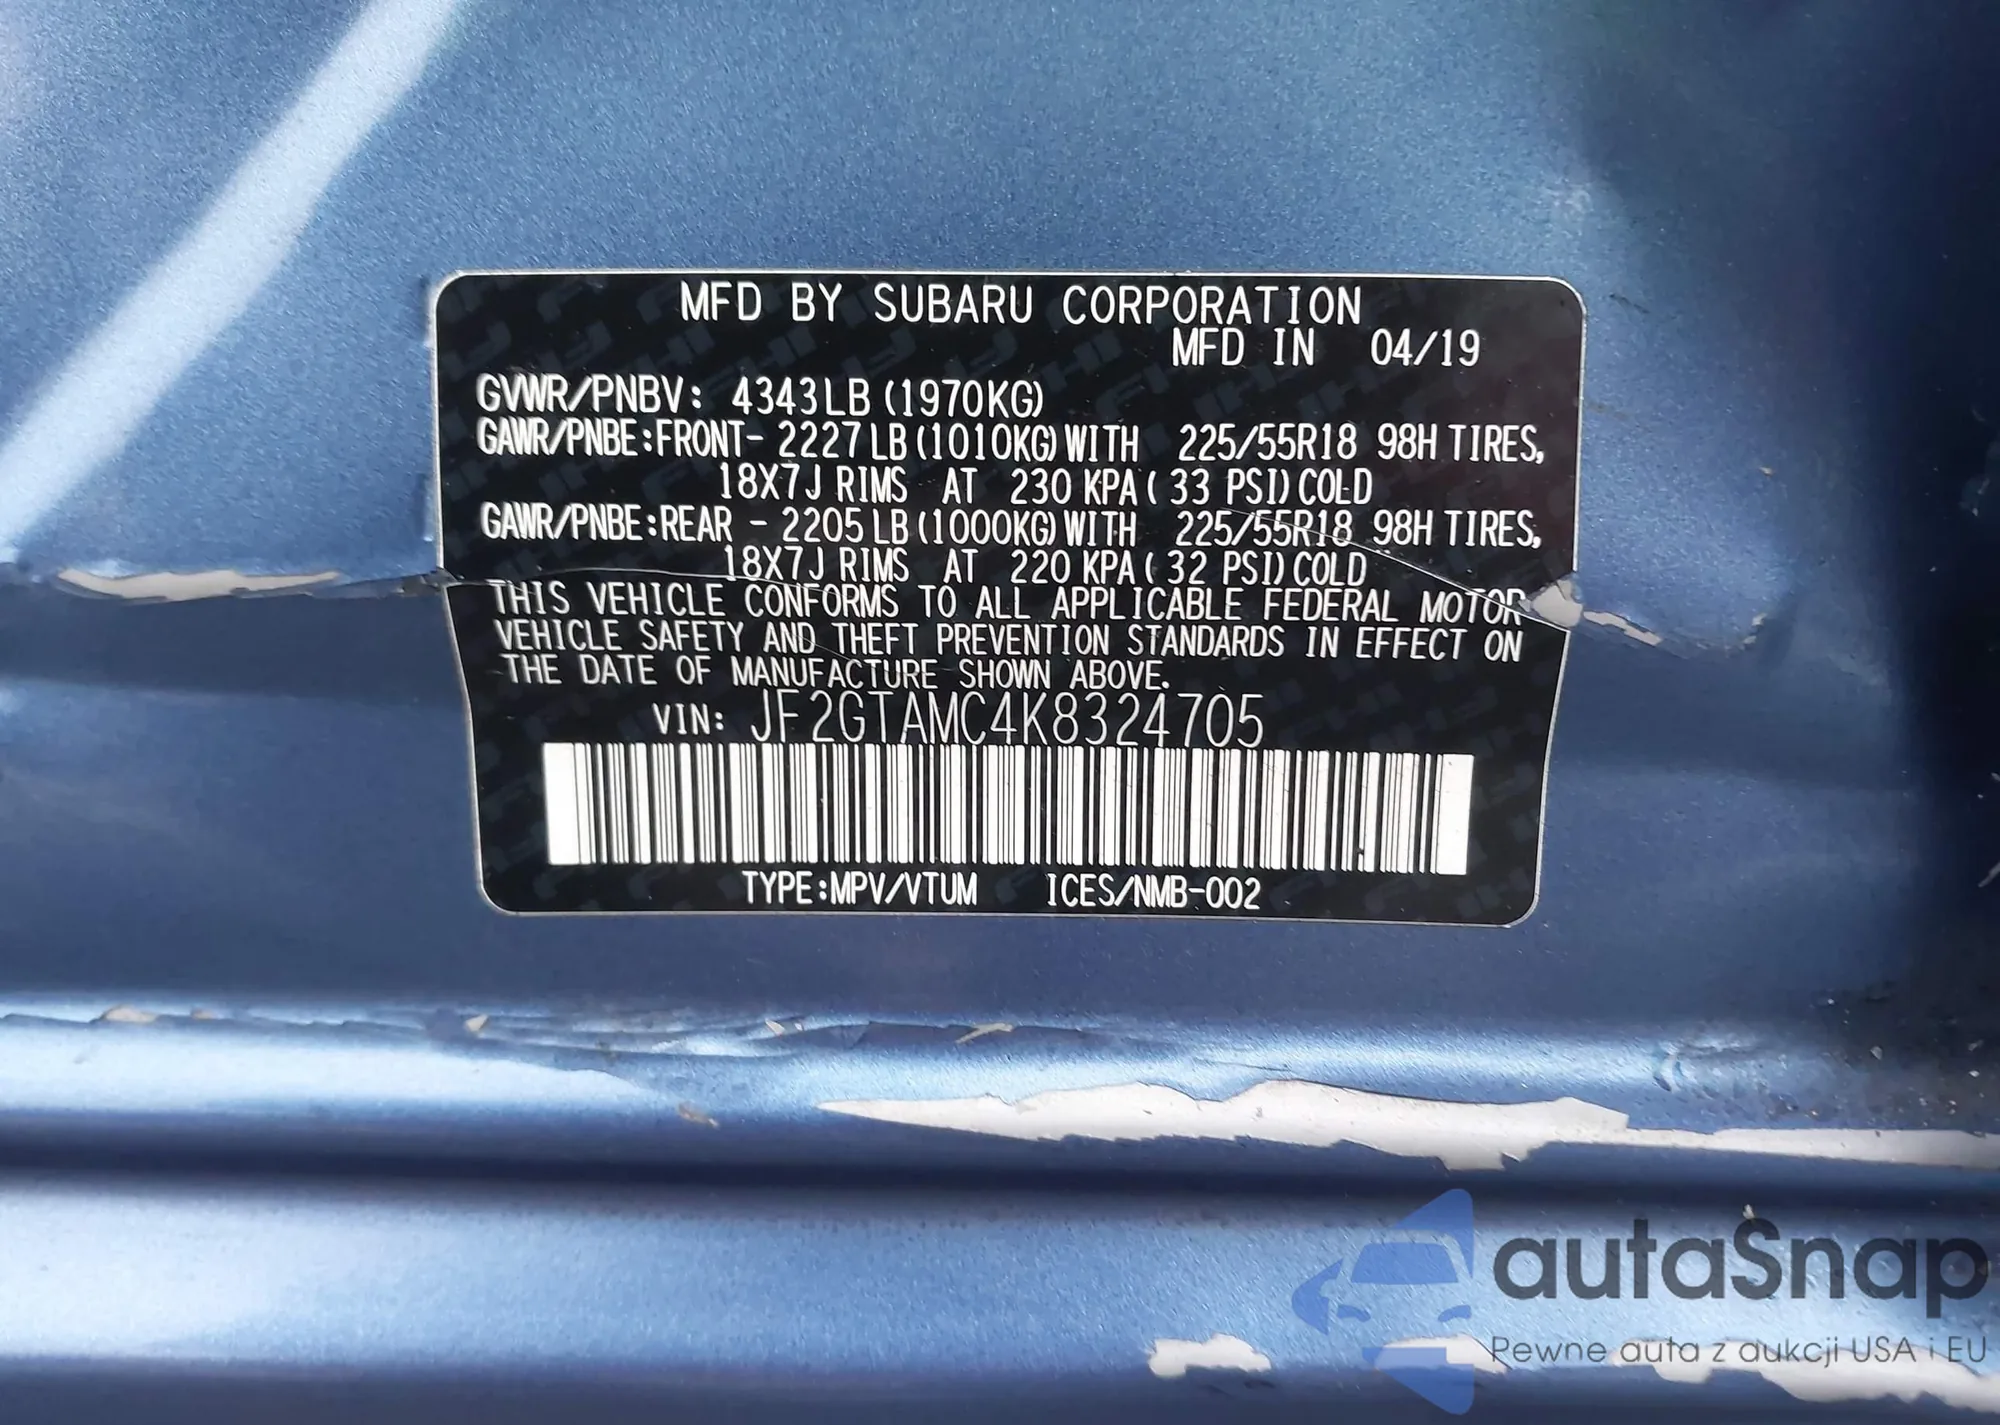 MFD BY SUBARU CORPORATION
MFD IN 04/19
GVWR/PNBV: 4343LB (1970KG)
GAWR/PNBE:FRONT- 2227LB (1010KG) WITH 225/55R18 98H TIRES,
18X7J RIMS AT 230 KPA ( 33 PSI) COLD
GAWR/PNBE:REAR - 2205LB (1000KG) WITH 225/55R18 98H TIRES,
18X7J RIMS AT 220 KPA ( 32 PSI) COLD
THIS VEHICLE CONFORMS TO ALL APPLICABLE FEDERAL MOTOR
VEHICLE SAFETY AND THEFT PREVENTION STANDARDS IN EFFECT ON
THE DATE OF MANUFACTURE SHOWN ABOVE.
VIN: JF2GTAMC4K8324705
TYPE:MPV/VTUM ICES/NMB-002
autaSnap
Pewne auta z aukcji USA i EU